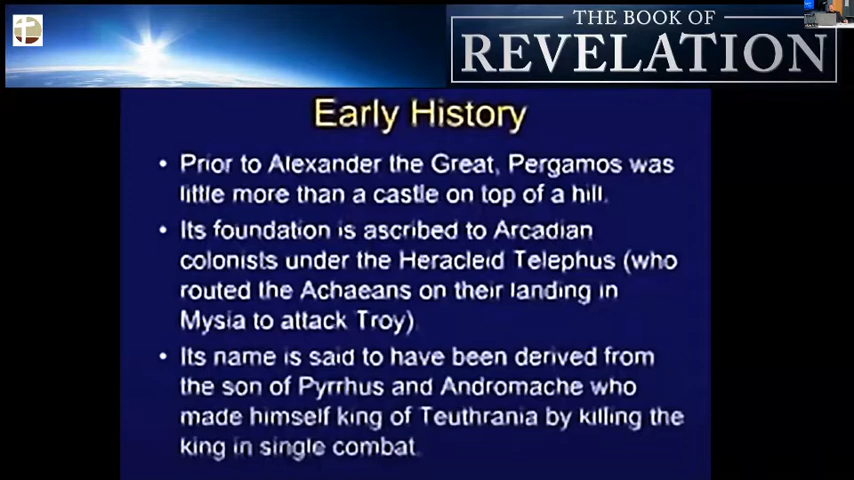 THE BOOK OF
REVELATION
Early History
• Prior to Alexander the Great, Pergamos was
little more than a castle on top of a hill.
• Its foundation is ascribed to Arcadian
colonists under the Heracleid Telephus (who
routed the Achaeans on their landing in
Mysia to attack Troy)
• Its name is said to have been derived from
the son of Pyrrhus and Andromache who
made himself king of Teuthrania by killing the
king in single combat.